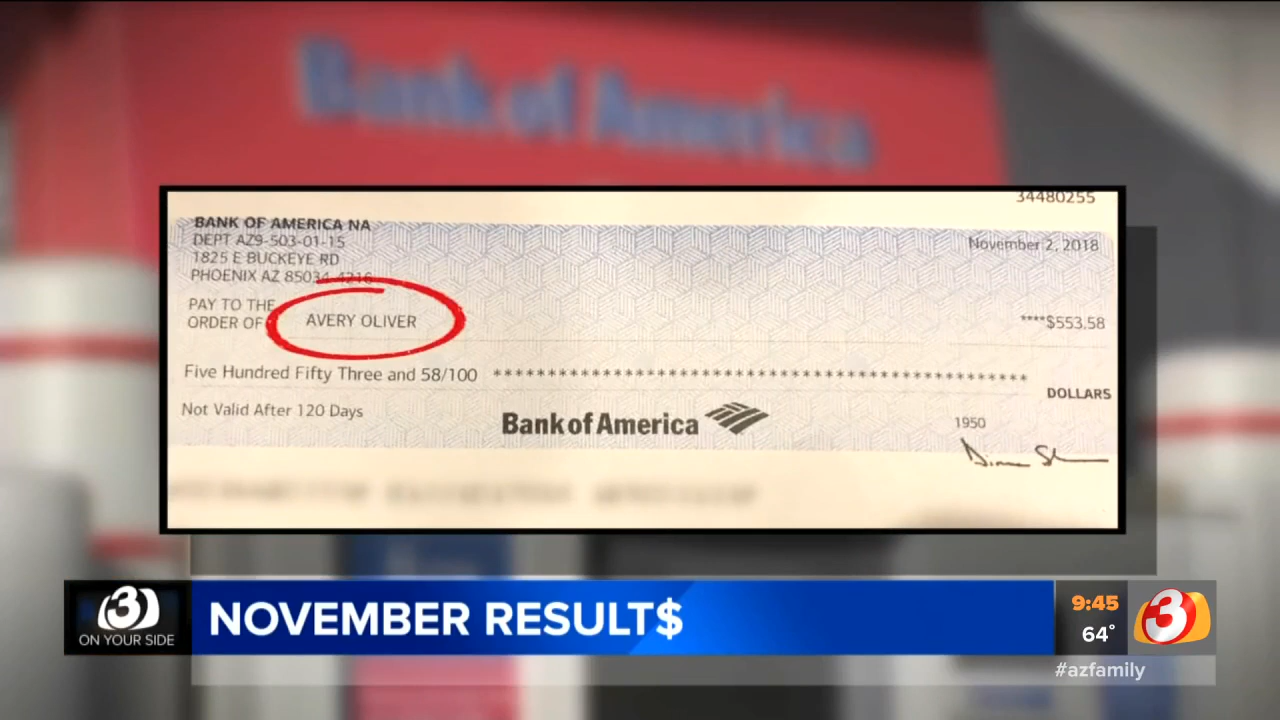 Bank of America
34480255
BANK OF AMERICA NA
DEPT AZ9-503-01-15
1825 E BUCKEYE RD
PHOENIX AZ 85034-4216
November 2, 2018
PAY TO THE
ORDER OF AVERY OLIVER ****$553.58
Five Hundred Fifty Three and 58/100 **************************************************
DOLLARS
Not Valid After 120 Days
Bank of America
1950
3 ON YOUR SIDE
NOVEMBER RESULT$
9:45
64°
3
#azfamily